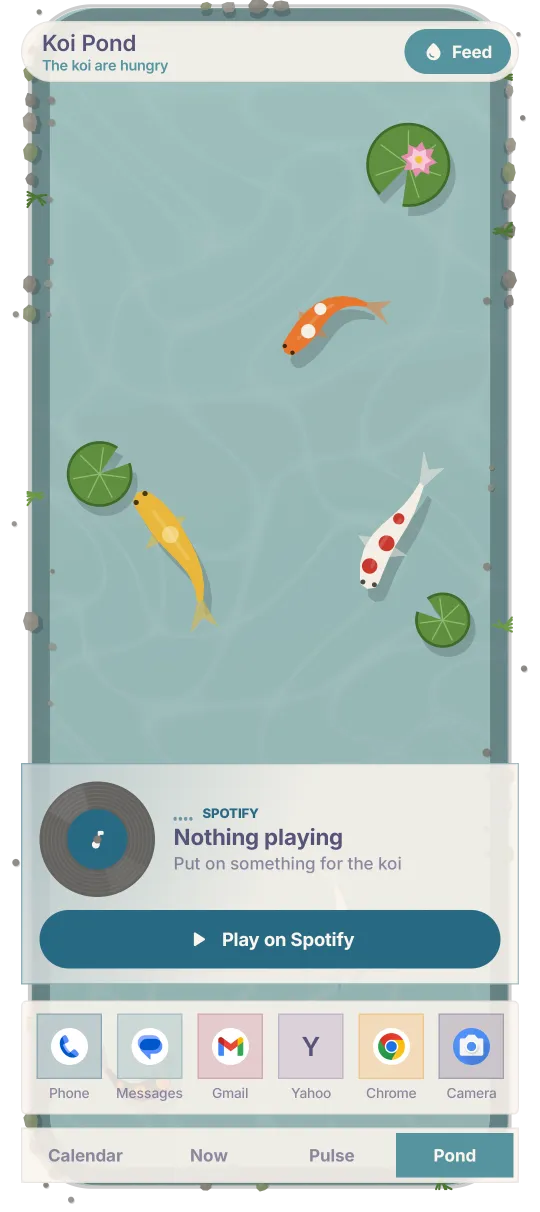 Koi Pond
The koi are hungry
Feed
SPOTIFY
Nothing playing
Put on something for the koi
Play on Spotify
Y
Phone Messages Gmail Yahoo Chrome Camera
Calendar Now Pulse Pond